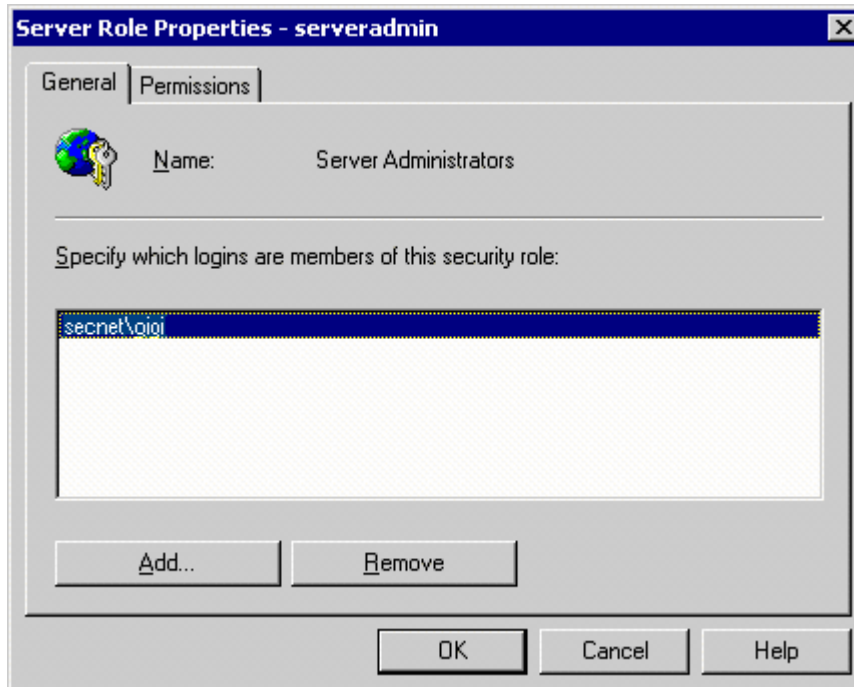 Server Role Properties - serveradmin
General Permissions
Name: Server Administrators
Specify which logins are members of this security role:
secnet\ojoj
Add... Remove
OK Cancel Help